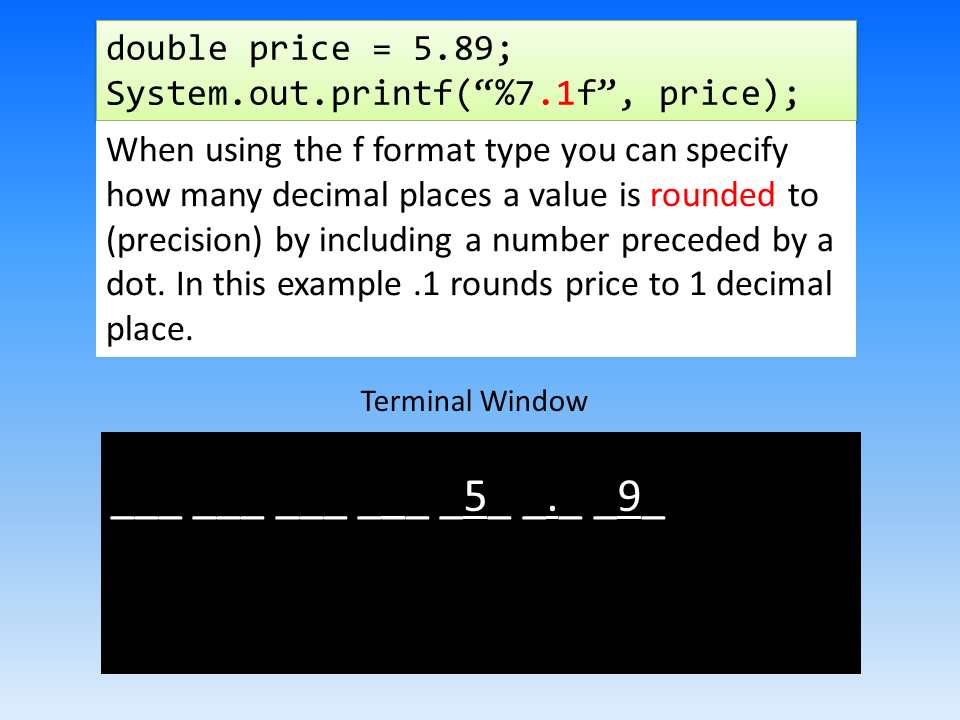 double price = 5.89;
System.out.printf(“%7.1f”, price);
When using the f format type you can specify
how many decimal places a value is rounded to
(precision) by including a number preceded by a
dot. In this example .1 rounds price to 1 decimal
place.
Terminal Window
___ ___ ___ ___ _5_ _._ _9_